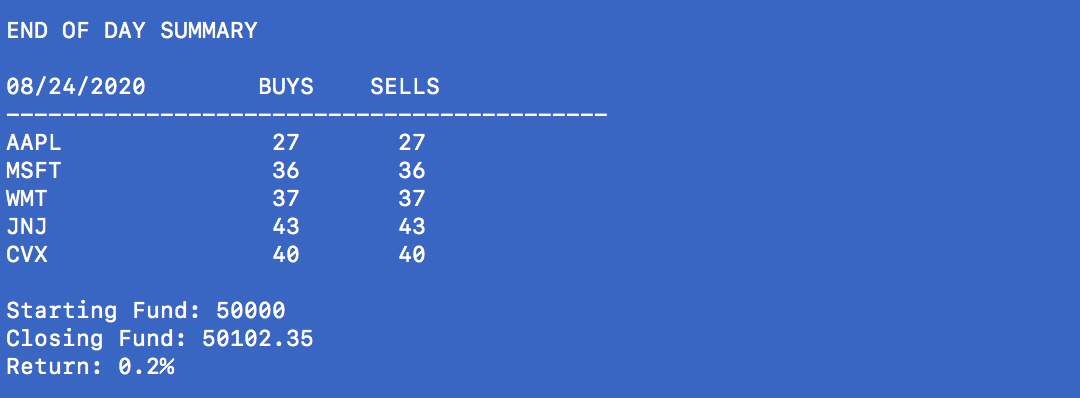 END OF DAY SUMMARY
08/24/2020 BUYS SELLS
-------------------------------------------
AAPL 27 27
MSFT 36 36
WMT 37 37
JNJ 43 43
CVX 40 40
Starting Fund: 50000
Closing Fund: 50102.35
Return: 0.2%